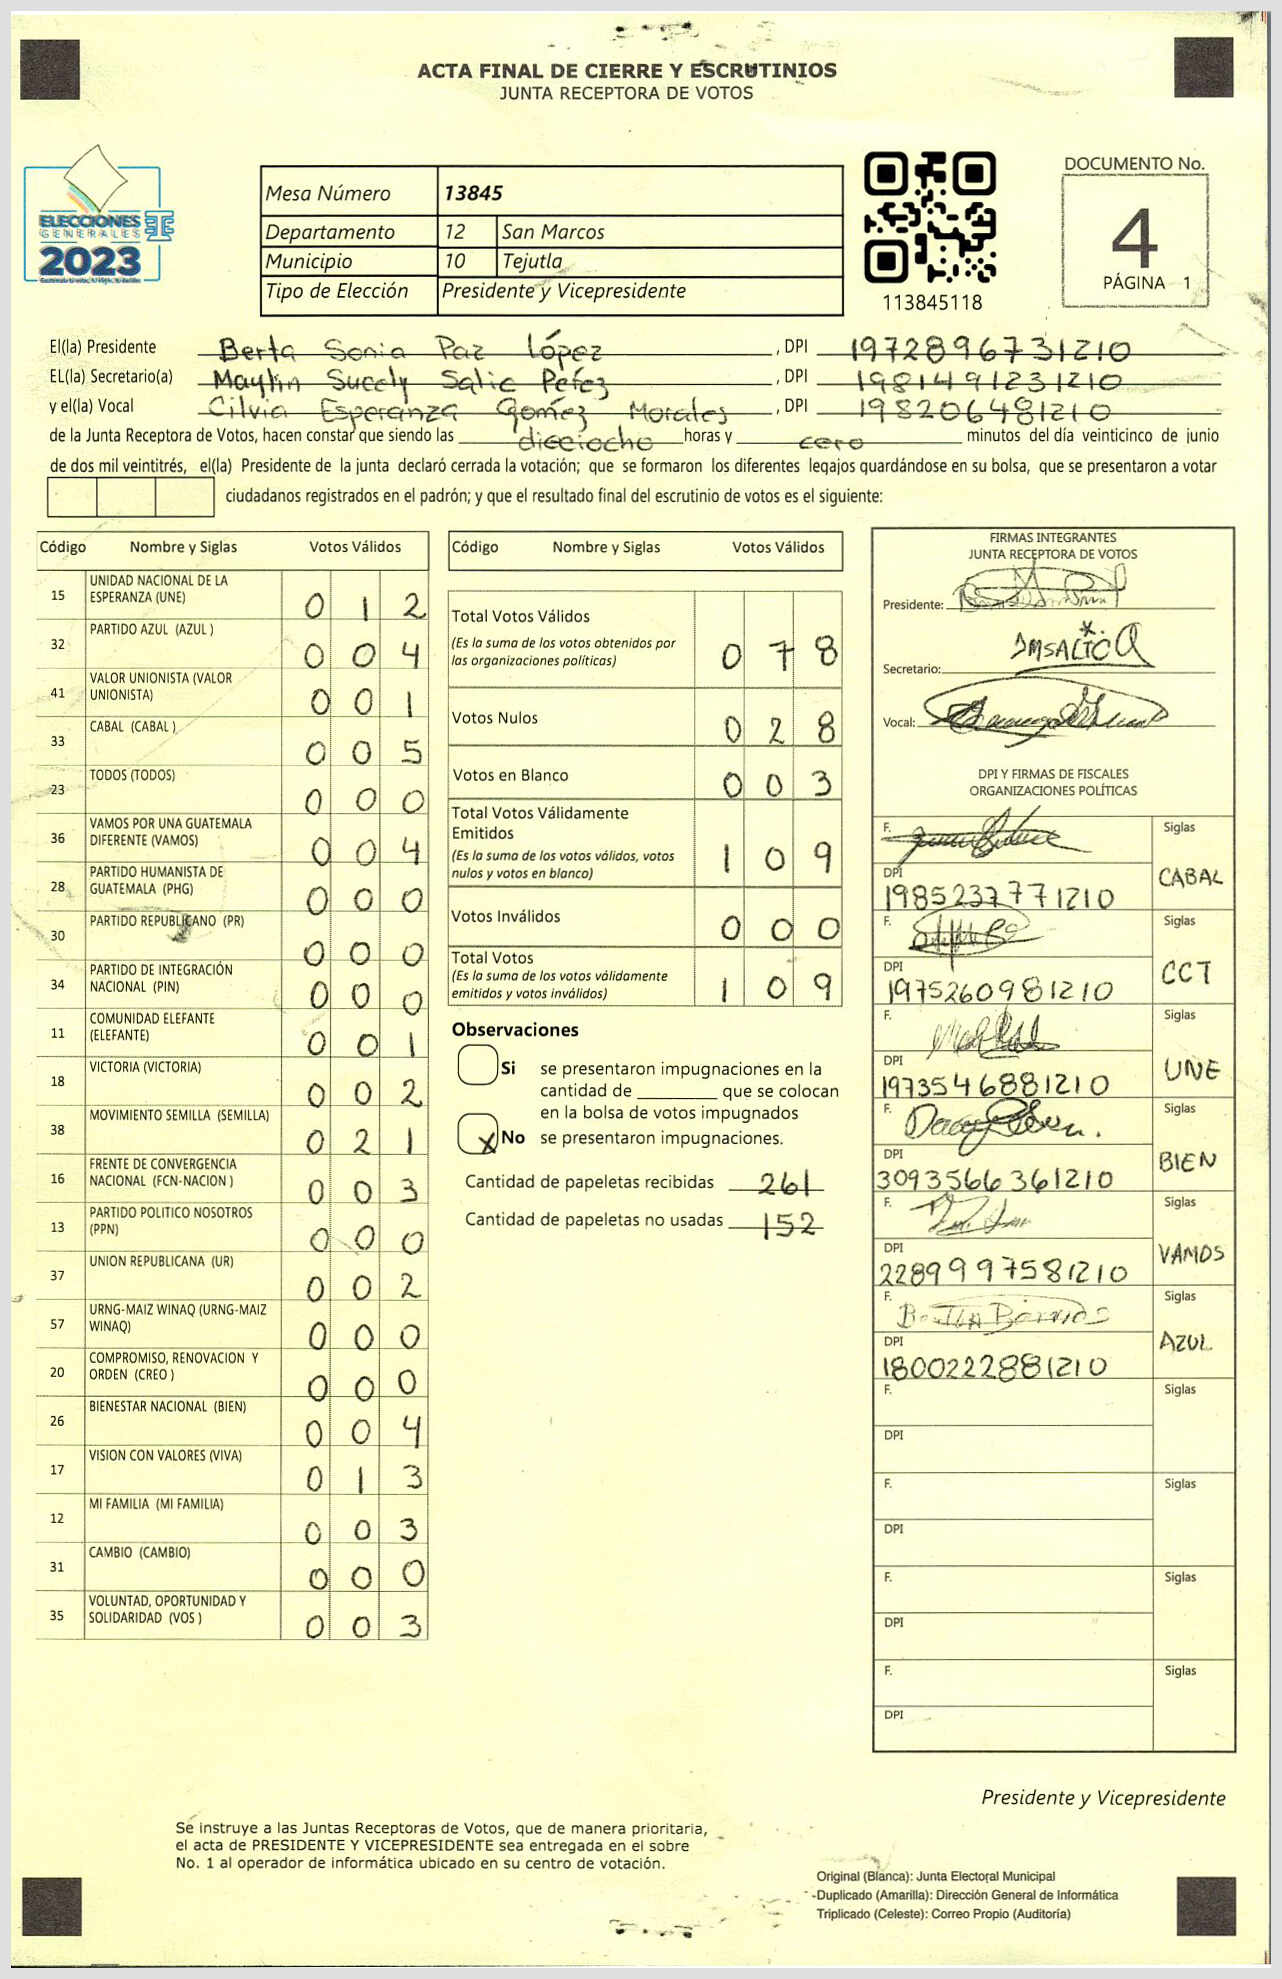 ACTA FINAL DE CIERRE Y ESCRUTINIOS
JUNTA RECEPTORA DE VOTOS
ELECCIONES
GENERALES
2023
Mesa Número 13845
Departamento 12 San Marcos
Municipio 10 Tejutla
Tipo de Elección Presidente y Vicepresidente
113845118
DOCUMENTO No.
4
PÁGINA 1
El(la) Presidente Berta Sonia Paz López , DPI 1972896731210
EL(la) Secretario(a) Maylin Sucely Salic Peréz , DPI 1981491231210
y el(la) Vocal Cilvia Esperanza Goméz Morales , DPI 198206481210
de la Junta Receptora de Votos, hacen constar que siendo las dieciocho horas y cero minutos del día veinticinco de junio
de dos mil veintitrés, el(la) Presidente de la junta declaró cerrada la votación; que se formaron los diferentes legajos guardándose en su bolsa, que se presentaron a votar
ciudadanos registrados en el padrón; y que el resultado final del escrutinio de votos es el siguiente:
Código Nombre y Siglas Votos Válidos
15 UNIDAD NACIONAL DE LA ESPERANZA (UNE) 0 1 2
32 PARTIDO AZUL (AZUL ) 0 0 4
41 VALOR UNIONISTA (VALOR UNIONISTA) 0 0 1
33 CABAL (CABAL ) 0 0 5
23 TODOS (TODOS) 0 0 0
36 VAMOS POR UNA GUATEMALA DIFERENTE (VAMOS) 0 0 4
28 PARTIDO HUMANISTA DE GUATEMALA (PHG) 0 0 0
30 PARTIDO REPUBLICANO (PR) 0 0 0
34 PARTIDO DE INTEGRACIÓN NACIONAL (PIN) 0 0 0
11 COMUNIDAD ELEFANTE (ELEFANTE) 0 0 1
18 VICTORIA (VICTORIA) 0 0 2
38 MOVIMIENTO SEMILLA (SEMILLA) 0 2 1
16 FRENTE DE CONVERGENCIA NACIONAL (FCN-NACION ) 0 0 3
13 PARTIDO POLITICO NOSOTROS (PPN) 0 0 0
37 UNION REPUBLICANA (UR) 0 0 2
57 URNG-MAIZ WINAQ (URNG-MAIZ WINAQ) 0 0 0
20 COMPROMISO, RENOVACION Y ORDEN (CREO ) 0 0 0
26 BIENESTAR NACIONAL (BIEN) 0 0 4
17 VISION CON VALORES (VIVA) 0 1 3
12 MI FAMILIA (MI FAMILIA) 0 0 3
31 CAMBIO (CAMBIO) 0 0 0
35 VOLUNTAD, OPORTUNIDAD Y SOLIDARIDAD (VOS ) 0 0 3
Código Nombre y Siglas Votos Válidos
Total Votos Válidos
(Es la suma de los votos obtenidos por
las organizaciones políticas) 0 7 8
Votos Nulos 0 2 8
Votos en Blanco 0 0 3
Total Votos Válidamente
Emitidos
(Es la suma de los votos válidos, votos
nulos y votos en blanco) 1 0 9
Votos Inválidos 0 0 0
Total Votos
(Es la suma de los votos válidamente
emitidos y votos inválidos) 1 0 9
Observaciones
Si se presentaron impugnaciones en la
cantidad de ________ que se colocan
en la bolsa de votos impugnados
X No se presentaron impugnaciones.
Cantidad de papeletas recibidas 261
Cantidad de papeletas no usadas 152
FIRMAS INTEGRANTES
JUNTA RECEPTORA DE VOTOS
Presidente:
Secretario:
Vocal:
DPI Y FIRMAS DE FISCALES
ORGANIZACIONES POLÍTICAS
F. Siglas
DPI 1985237771210 CABAL
F. Siglas
DPI 1975260981210 CCT
F. Siglas
DPI 1973546881210 UNE
F. Siglas
DPI 3093566361210 BIEN
F. Siglas
DPI 2289997581210 VAMOS
F. Siglas
DPI 1800222881210 AZUL
F. Siglas
DPI
F. Siglas
DPI
F. Siglas
DPI
F. Siglas
DPI
Presidente y Vicepresidente
Se instruye a las Juntas Receptoras de Votos, que de manera prioritaria,
el acta de PRESIDENTE Y VICEPRESIDENTE sea entregada en el sobre
No. 1 al operador de informática ubicado en su centro de votación.
Original (Blanca): Junta Electoral Municipal
Duplicado (Amarilla): Dirección General de Informática
Triplicado (Celeste): Correo Propio (Auditoría)